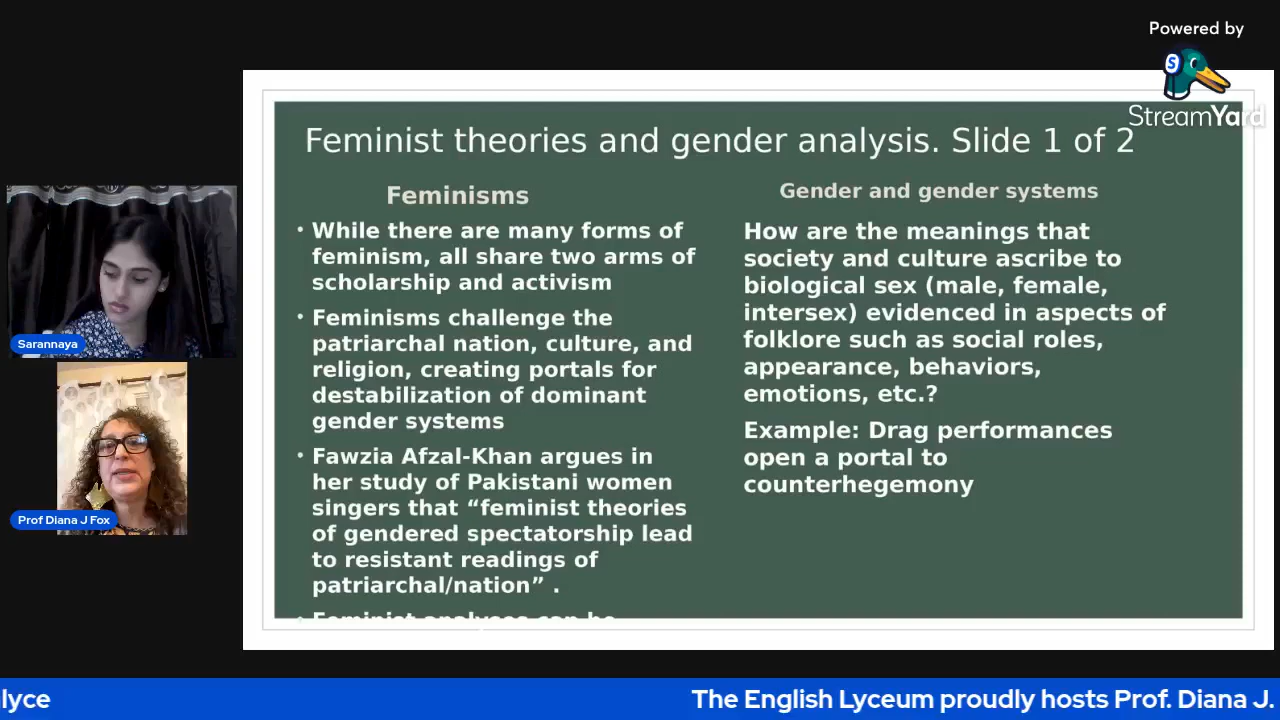 Powered by
S
StreamYard
Feminist theories and gender analysis. Slide 1 of 2
Feminisms
• While there are many forms of
feminism, all share two arms of
scholarship and activism
• Feminisms challenge the
patriarchal nation, culture, and
religion, creating portals for
destabilization of dominant
gender systems
• Fawzia Afzal-Khan argues in
her study of Pakistani women
singers that “feminist theories
of gendered spectatorship lead
to resistant readings of
patriarchal/nation” .
• Feminist analyses can be
Gender and gender systems
How are the meanings that
society and culture ascribe to
biological sex (male, female,
intersex) evidenced in aspects of
folklore such as social roles,
appearance, behaviors,
emotions, etc.?
Example: Drag performances
open a portal to
counterhegemony
Sarannaya
Prof Diana J Fox
lyce
The English Lyceum proudly hosts Prof. Diana J.